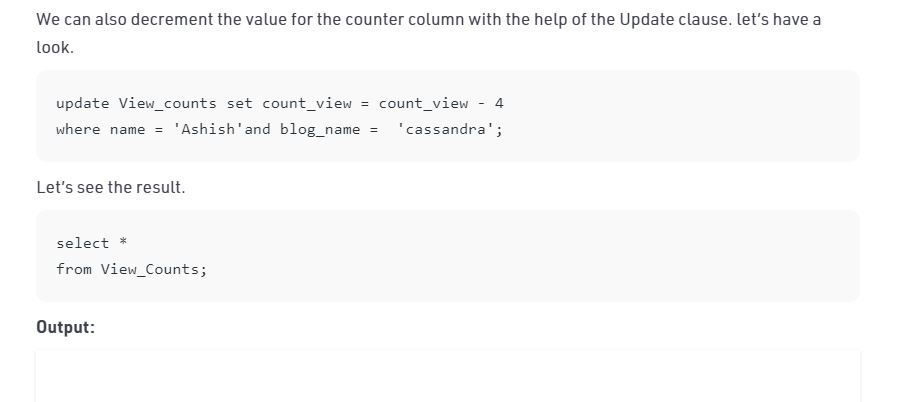 We can also decrement the value for the counter column with the help of the Update clause. let's have a
look.
update View_counts set count_view = count_view - 4
where name = 'Ashish'and blog_name =  'cassandra';
Let's see the result.
select *
from View_Counts;
Output: